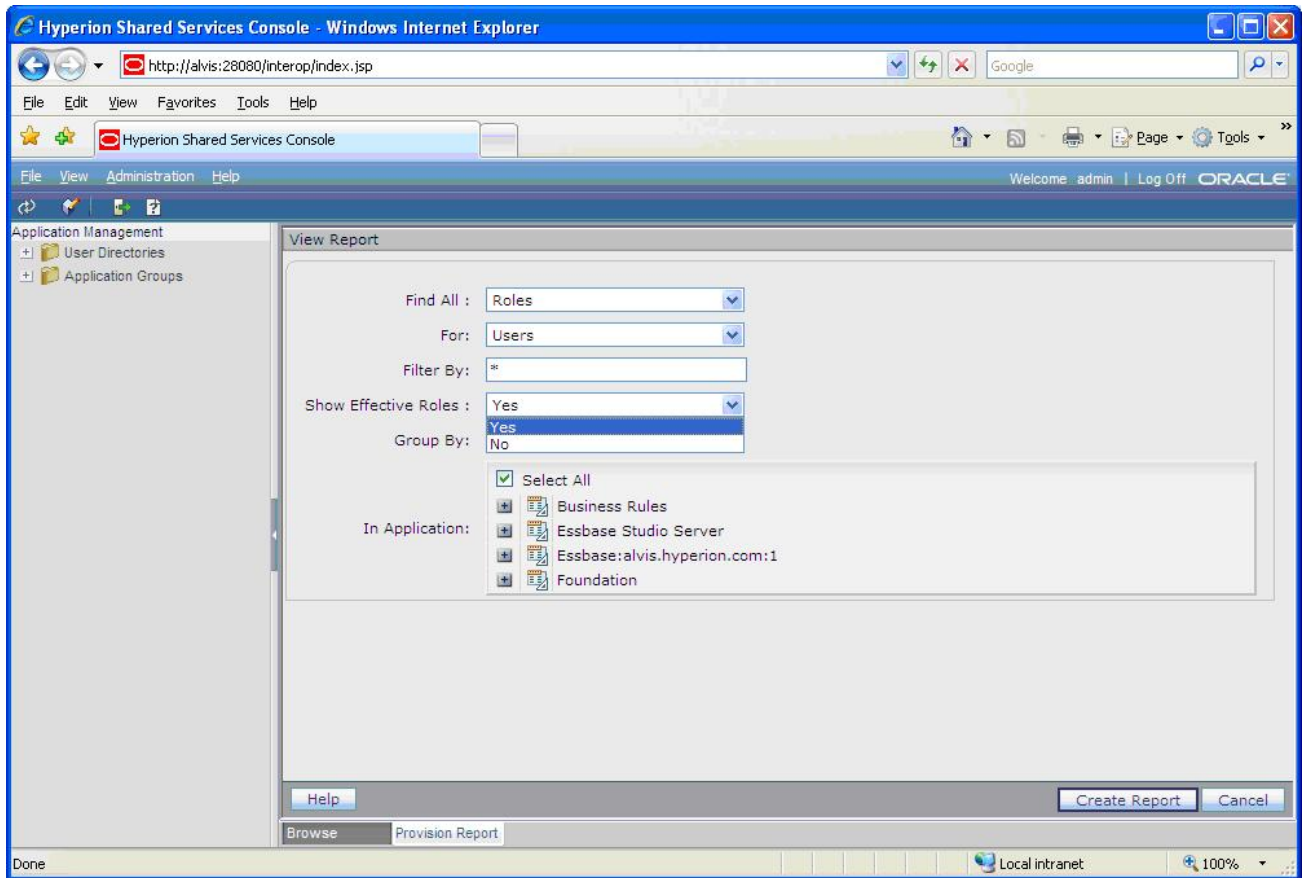 Hyperion Shared Services Console - Windows Internet Explorer
http://alvis:28080/interop/index.jsp
Google
File Edit View Favorites Tools Help
Hyperion Shared Services Console
Page Tools
File View Administration Help
Welcome admin | Log Off ORACLE
Application Management
User Directories
Application Groups
View Report
Find All : Roles
For: Users
Filter By: *
Show Effective Roles : Yes
Yes
Group By: No
Select All
Business Rules
In Application: Essbase Studio Server
Essbase:alvis.hyperion.com:1
Foundation
Help Create Report Cancel
Browse Provision Report
Done Local intranet 100%